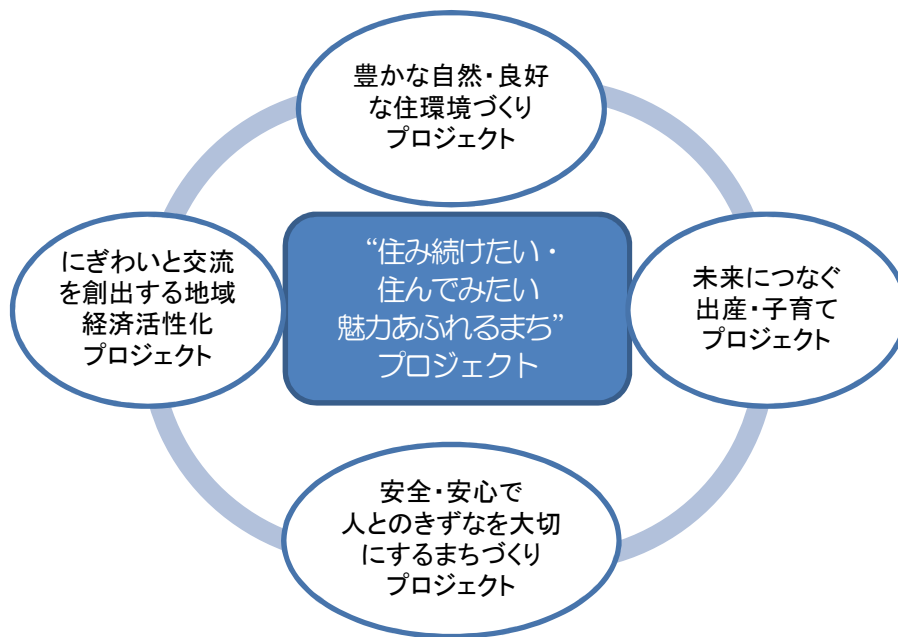 豊かな自然・良好
な住環境づくり
プロジェクト
にぎわいと交流
を創出する地域
経済活性化
プロジェクト
“住み続けたい・
住んでみたい
魅力あふれるまち”
プロジェクト
未来につなぐ
出産・子育て
プロジェクト
安全・安心で
人とのきずなを大切
にするまちづくり
プロジェクト